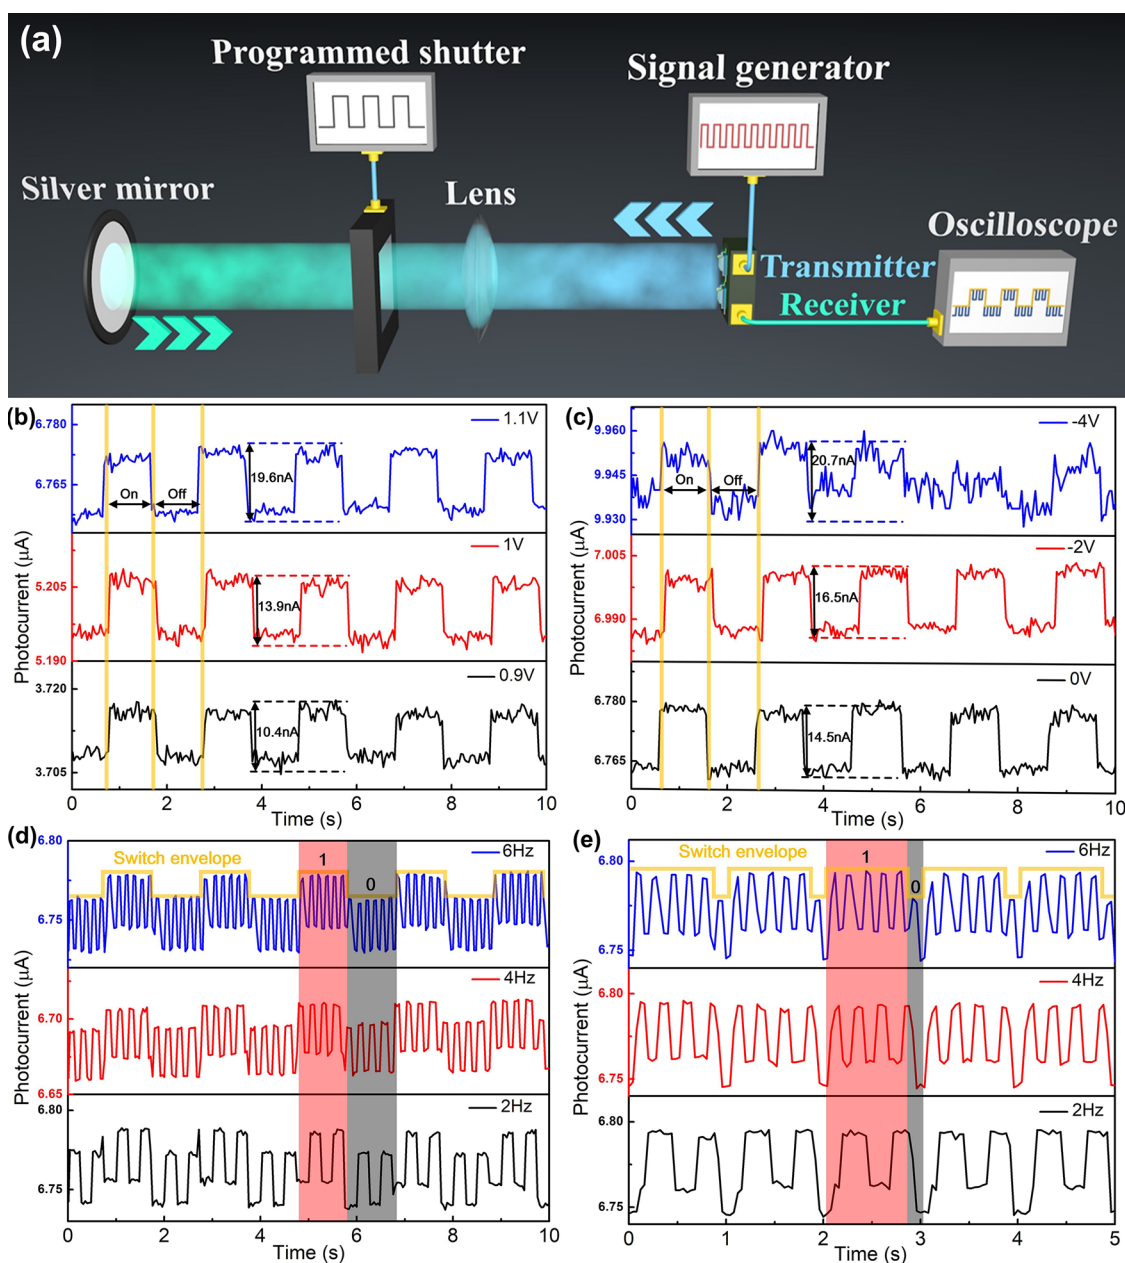 (a)
Programmed shutter
Signal generator
Silver mirror
Lens
Oscilloscope
Transmitter
Receiver
(b)
6.780
6.765
1.1V
On
Off
19.6nA
5.205
5.190
1V
13.9nA
3.720
3.705
0.9V
10.4nA
Photocurrent (μA)
0 2 4 6 8 10
Time (s)
(c)
9.960
9.945
9.930
-4V
On
Off
20.7nA
7.005
6.990
-2V
16.5nA
6.780
6.765
0V
14.5nA
Photocurrent (μA)
0 2 4 6 8 10
Time (s)
(d)
6.80
6.75
Switch envelope
1
0
6Hz
6.70
6.65
4Hz
6.80
6.75
2Hz
Photocurrent (μA)
0 2 4 6 8 10
Time (s)
(e)
6.80
6.75
Switch envelope
1
0
6Hz
6.80
6.75
4Hz
6.80
6.75
2Hz
Photocurrent (μA)
0 1 2 3 4 5
Time (s)